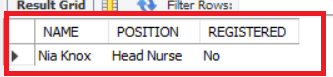 Result Grid Filter Rows:
NAME POSITION REGISTERED
Nia Knox Head Nurse No